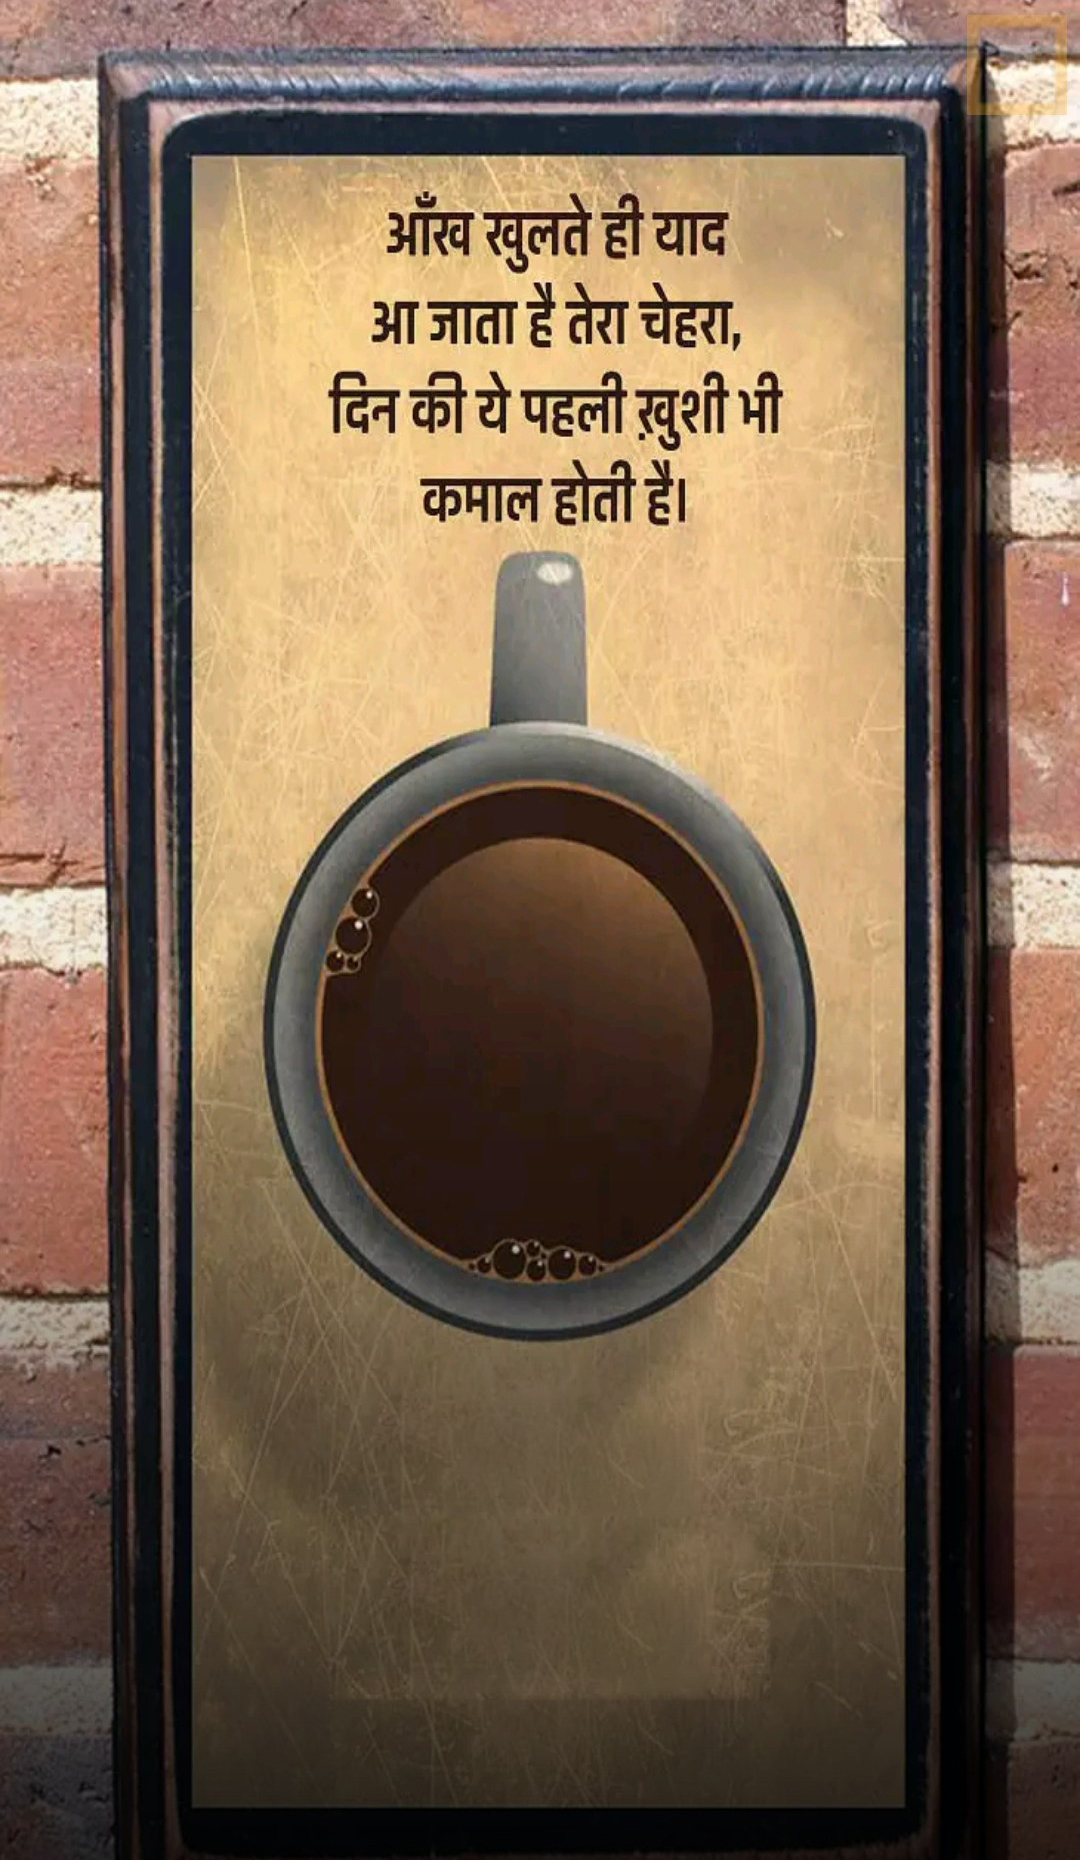 आँख खुलते ही याद
आ जाता है तेरा चेहरा,
दिन की ये पहली ख़ुशी भी
कमाल होती है।